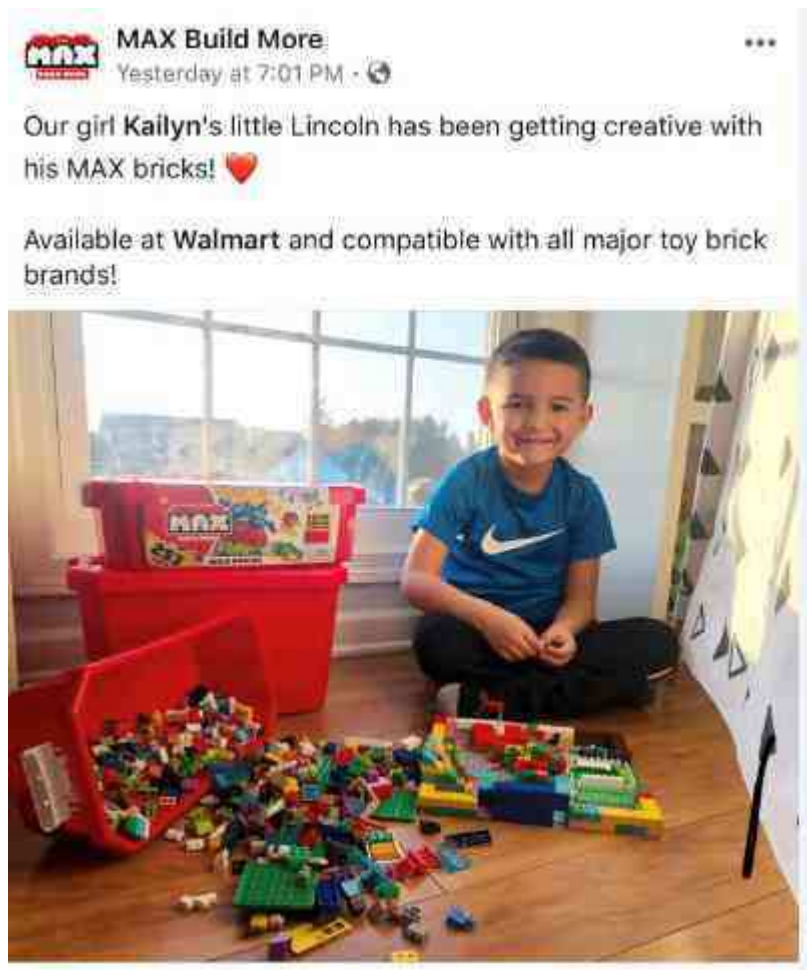 MAX
MAX Build More
Yesterday at 7:01 PM ·
Our girl Kailyn's little Lincoln has been getting creative with
his MAX bricks! ❤️
Available at Walmart and compatible with all major toy brick
brands!
MAX